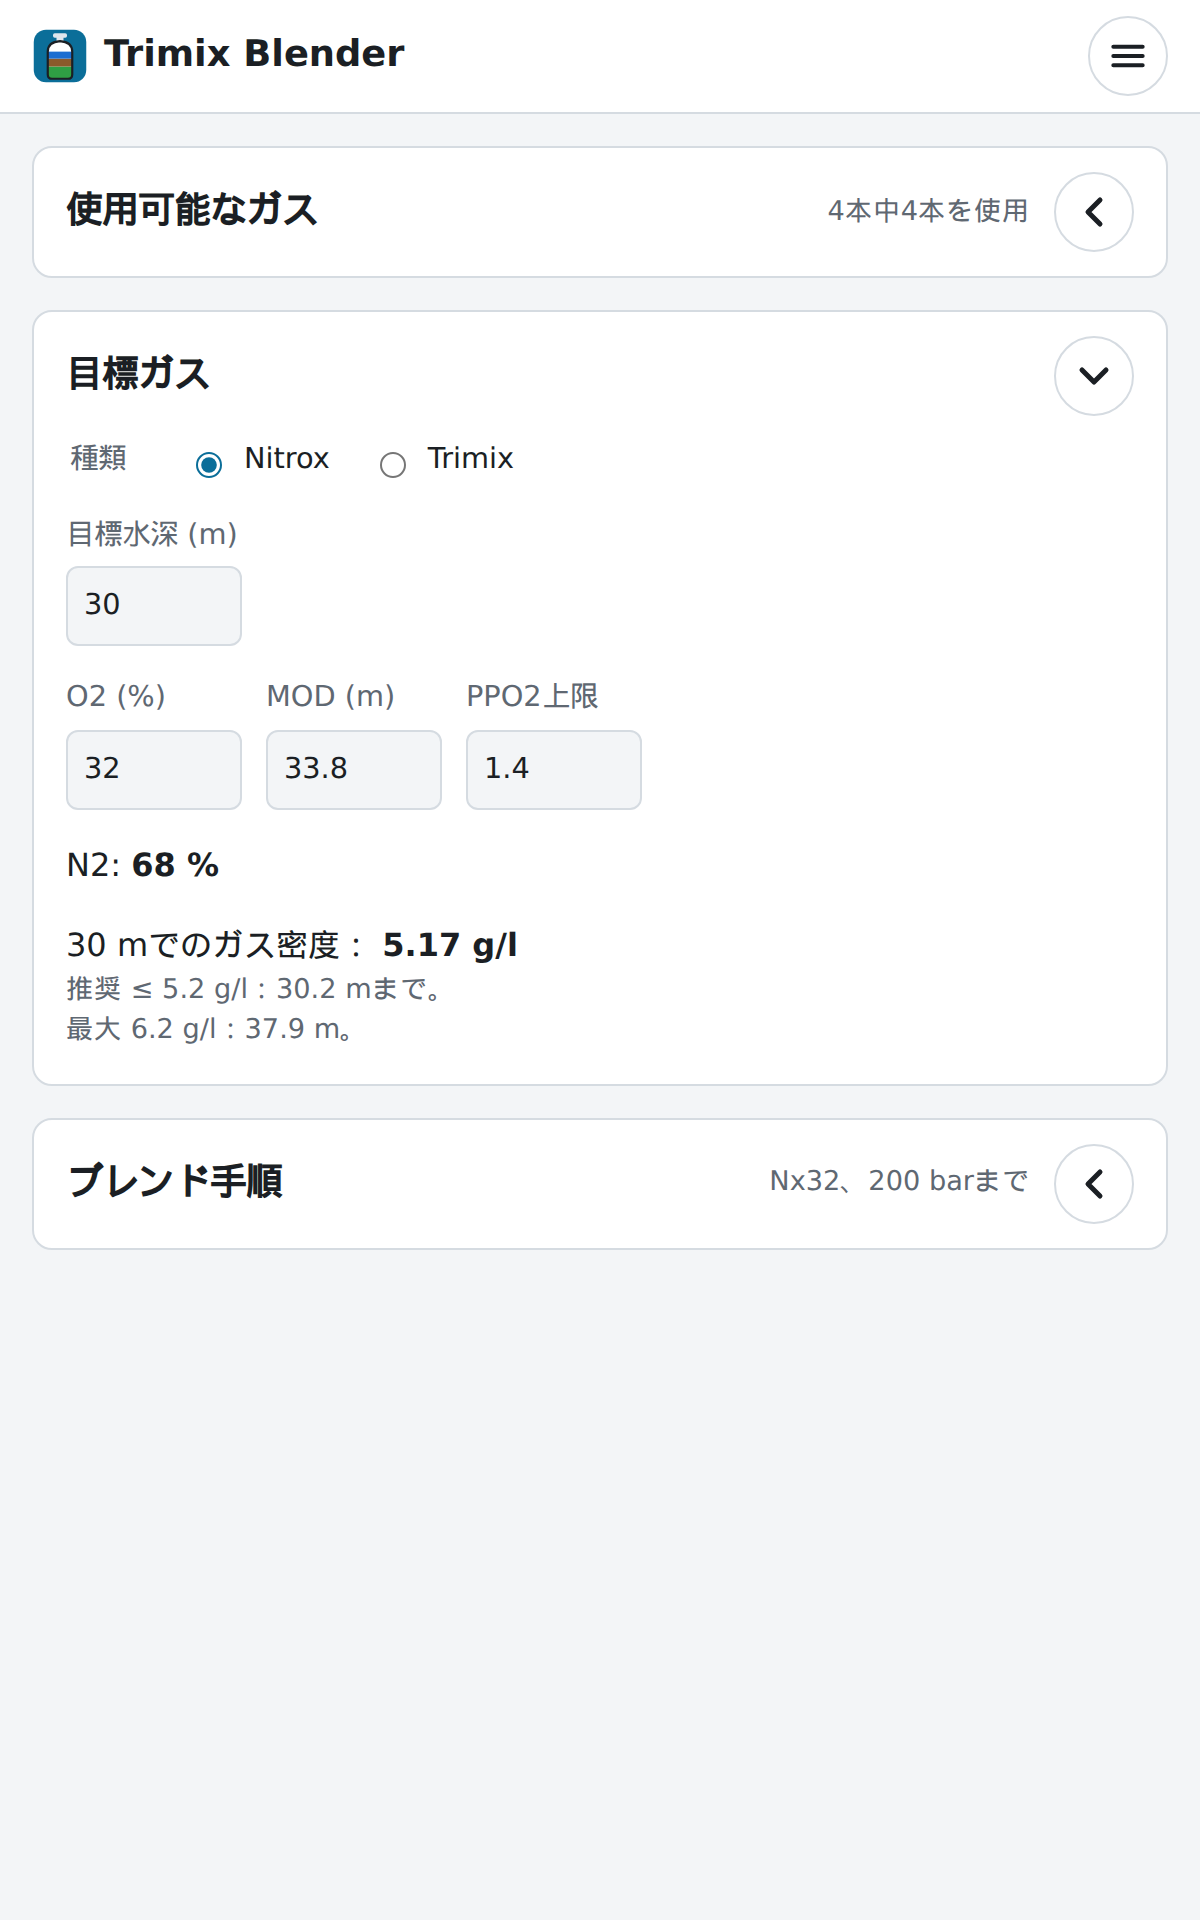 Trimix Blender
使用可能なガス
4本中4本を使用
目標ガス
種類 Nitrox Trimix
目標水深 (m)
30
O2 (%) MOD (m) PPO2上限
32 33.8 1.4
N2: 68 %
30 mでのガス密度： 5.17 g/l
推奨 ≤ 5.2 g/l：30.2 mまで。
最大 6.2 g/l：37.9 m。
ブレンド手順
Nx32、200 barまで